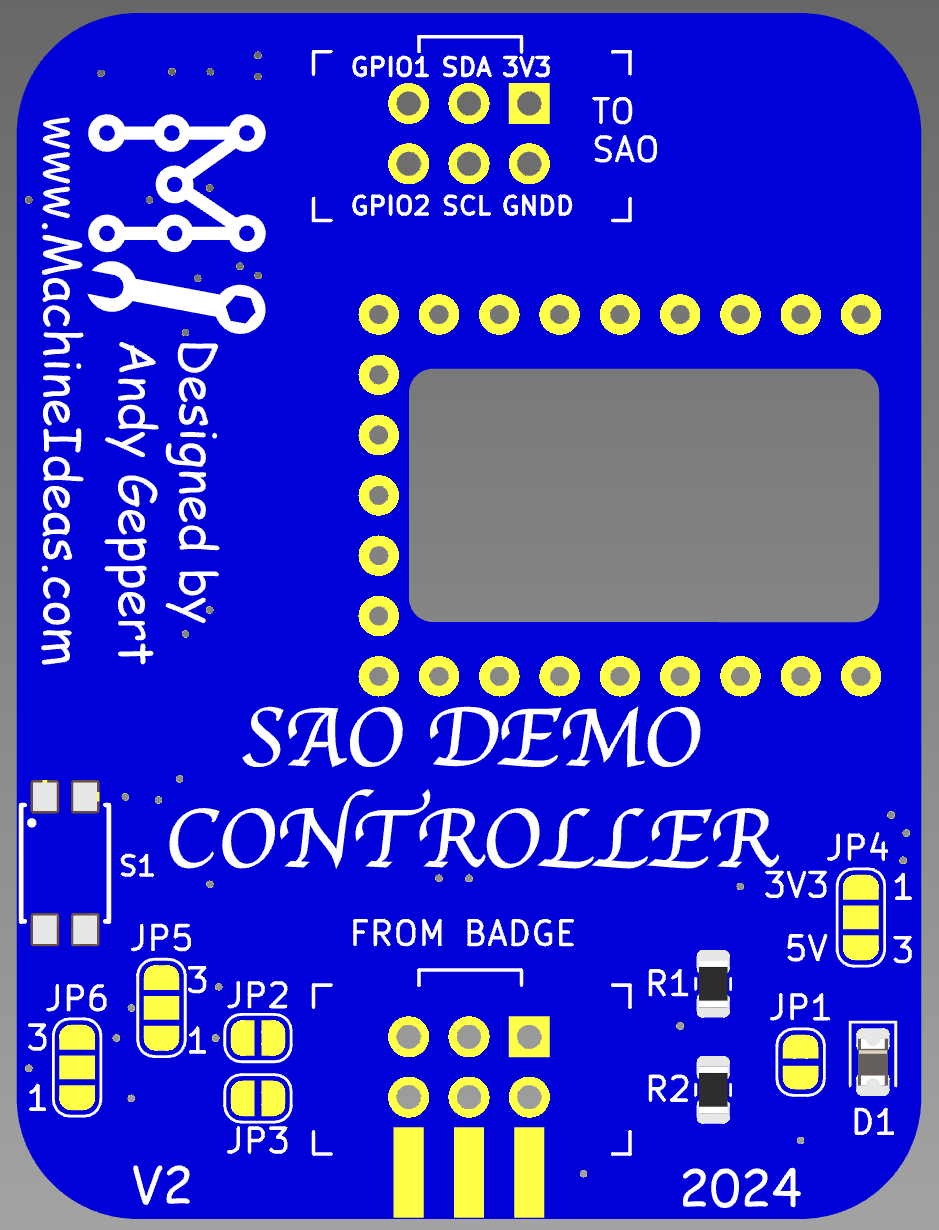 GPIO1 SDA 3V3
TO
SAO
GPIO2 SCL GNDD
www.MachineIdeas.com
Designed by
Andy Geppert
SAO DEMO
CONTROLLER
S1
JP4
3V3 1
5V 3
FROM BADGE
JP5
3
1
JP6
3
1
JP2
JP3
R1
R2
JP1
D1
V2
2024